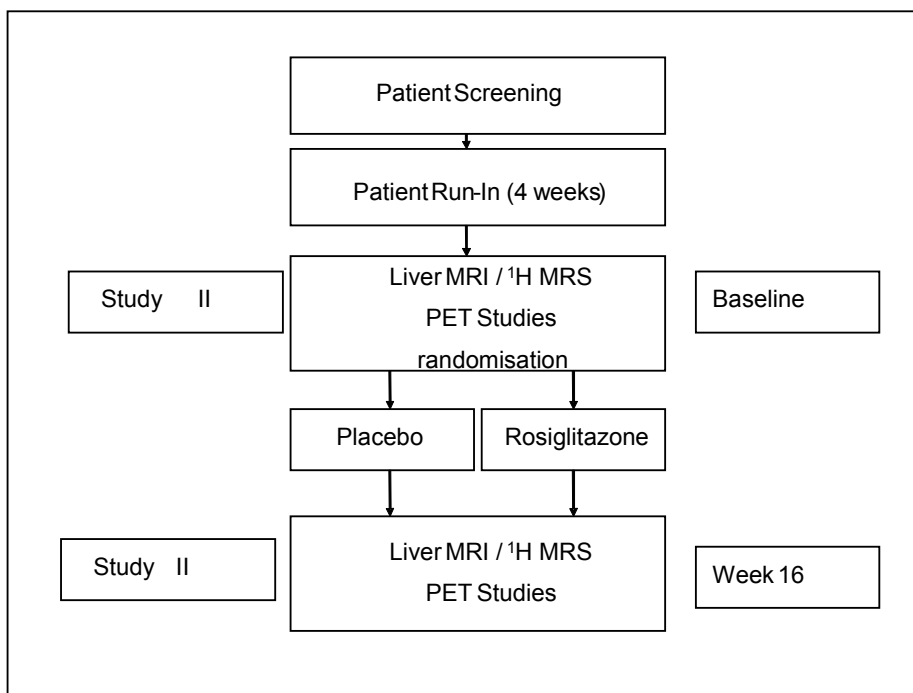 Patient Screening
Patient Run-In (4 weeks)
Study II
Liver MRI / ¹H MRS
PET Studies
randomisation
Baseline
Placebo
Rosiglitazone
Study II
Liver MRI / ¹H MRS
PET Studies
Week 16